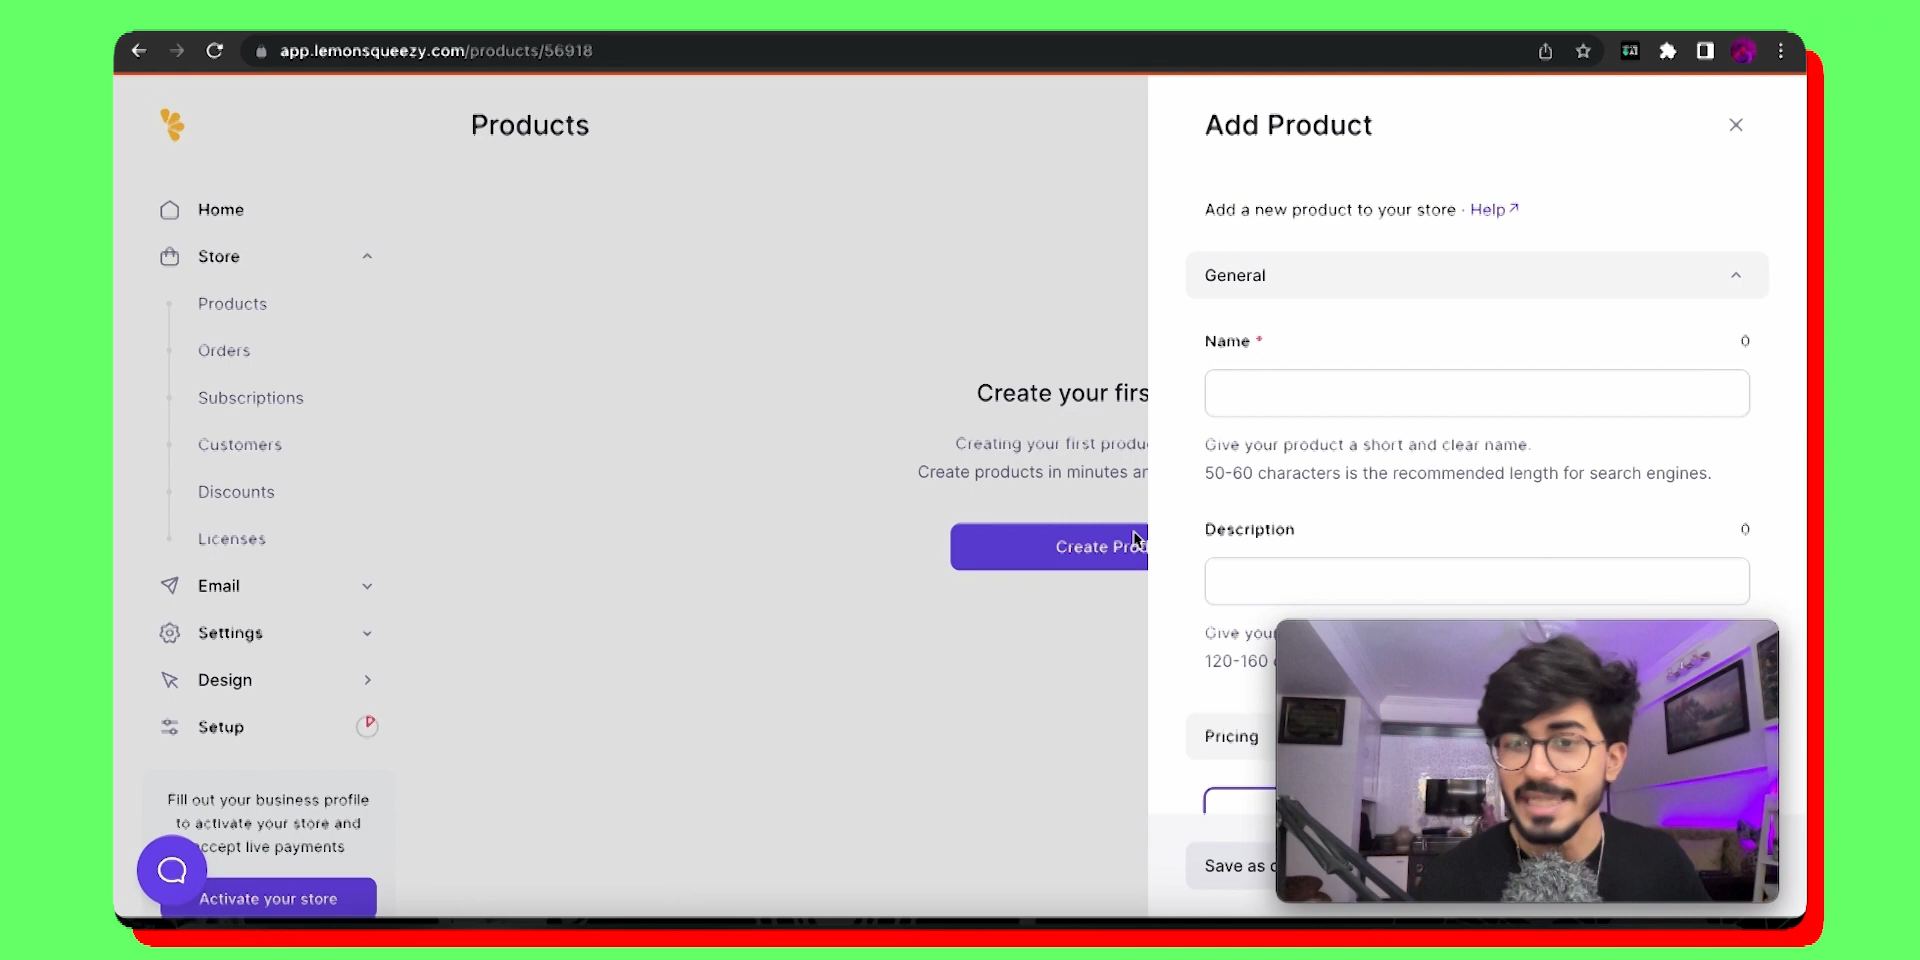 app.lemonsqueezy.com/products/56918
Products
Home
Store
Products
Orders
Subscriptions
Customers
Discounts
Licenses
Email
Settings
Design
Setup
Fill out your business profile
to activate your store and
accept live payments
Activate your store
Create your firs
Creating your first produ
Create products in minutes an
Create Prod
Add Product
Add a new product to your store · Help↗
General
Name *
0
Give your product a short and clear name.
50-60 characters is the recommended length for search engines.
Description
0
Give your
120-160
Pricing
Save as